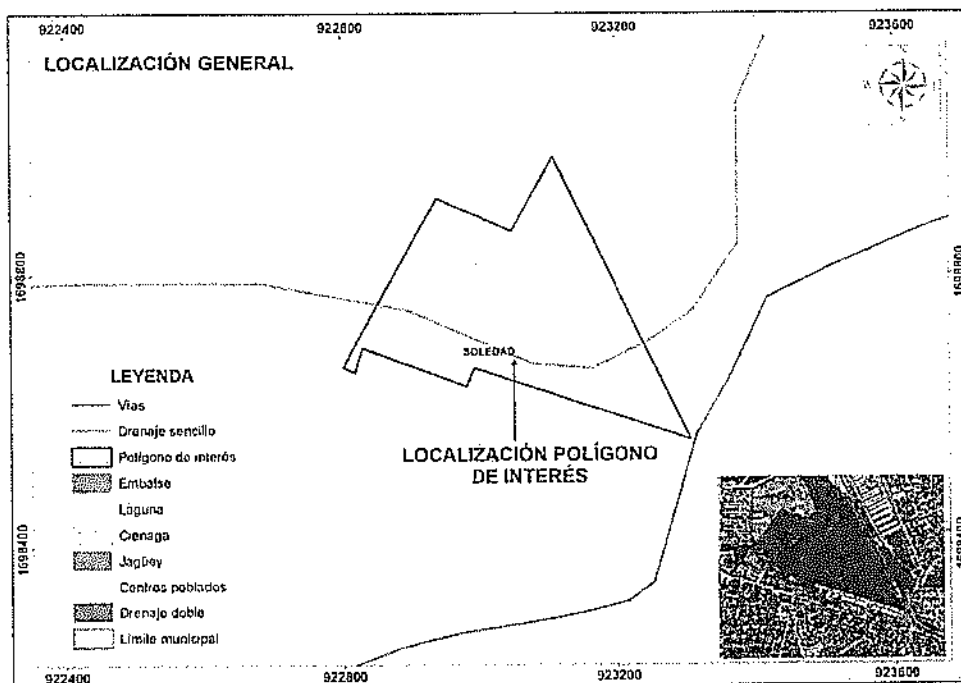 922400 922800 923200 923600
LOCALIZACIÓN GENERAL
1698800 1698800
SOLEDAD
LEYENDA
Vías
Drenaje sencillo
Polígono de interés
Embalse
Laguna
Cienaga
Jagüey
Centros poblados
Drenaje doble
Límite municipal
LOCALIZACIÓN POLÍGONO
DE INTERÉS
1698400
922400 922800 923200 923600